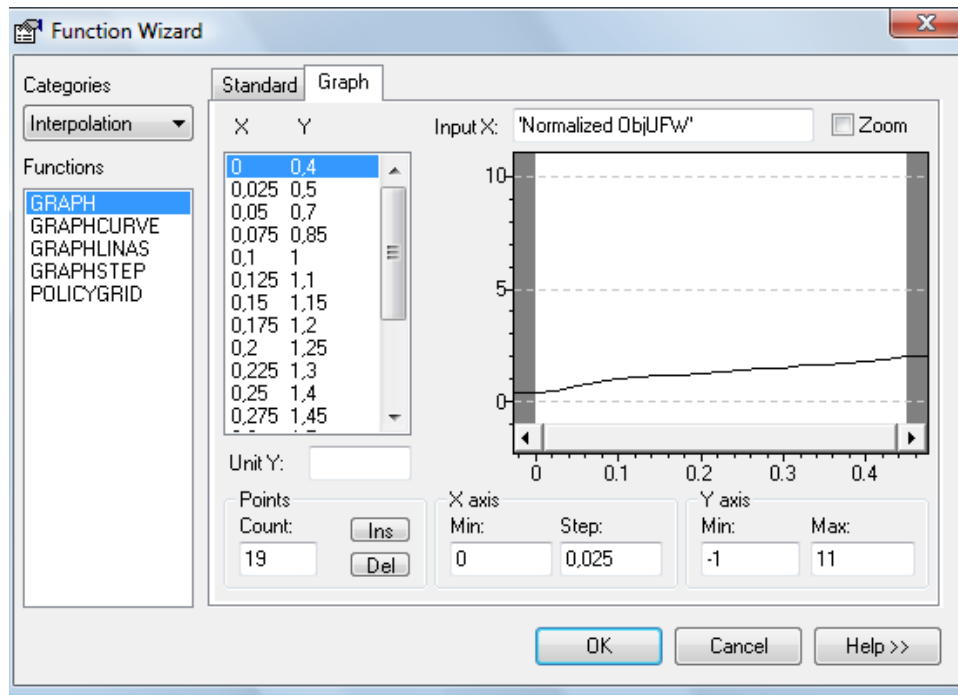 Function Wizard
Categories
Interpolation
Functions
GRAPH
GRAPHCURVE
GRAPHLINAS
GRAPHSTEP
POLICYGRID
Standard
Graph
X Y
0 0,4
0,025 0,5
0,05 0,7
0,075 0,85
0,1 1
0,125 1,1
0,15 1,15
0,175 1,2
0,2 1,25
0,225 1,3
0,25 1,4
0,275 1,45
Input X: 'Normalized ObjUFW'
Zoom
10
5
0
0 0.1 0.2 0.3 0.4
Unit Y:
Points
Count:
19
Ins
Del
X axis
Min: Step:
0 0,025
Y axis
Min: Max:
-1 11
OK
Cancel
Help >>